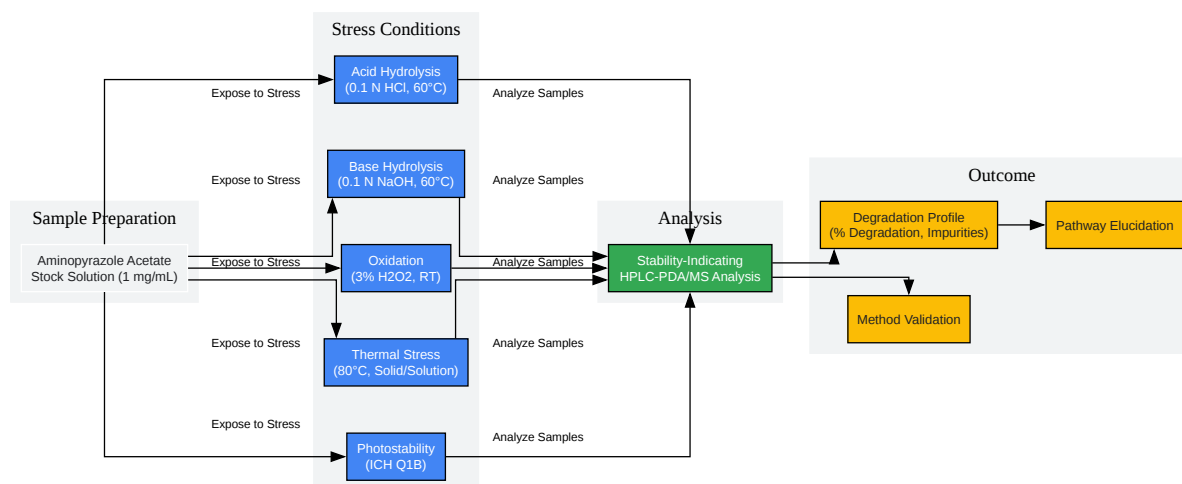 Stress Conditions
Acid Hydrolysis
(0.1 N HCl, 60°C)
Expose to Stress
Analyze Samples
Base Hydrolysis
(0.1 N NaOH, 60°C)
Expose to Stress
Analyze Samples
Sample Preparation
Aminopyrazole Acetate
Stock Solution (1 mg/mL)
Expose to Stress
Oxidation
(3% H2O2, RT)
Analyze Samples
Expose to Stress
Thermal Stress
(80°C, Solid/Solution)
Analyze Samples
Expose to Stress
Photostability
(ICH Q1B)
Analyze Samples
Analysis
Stability-Indicating
HPLC-PDA/MS Analysis
Outcome
Degradation Profile
(% Degradation, Impurities)
Pathway Elucidation
Method Validation